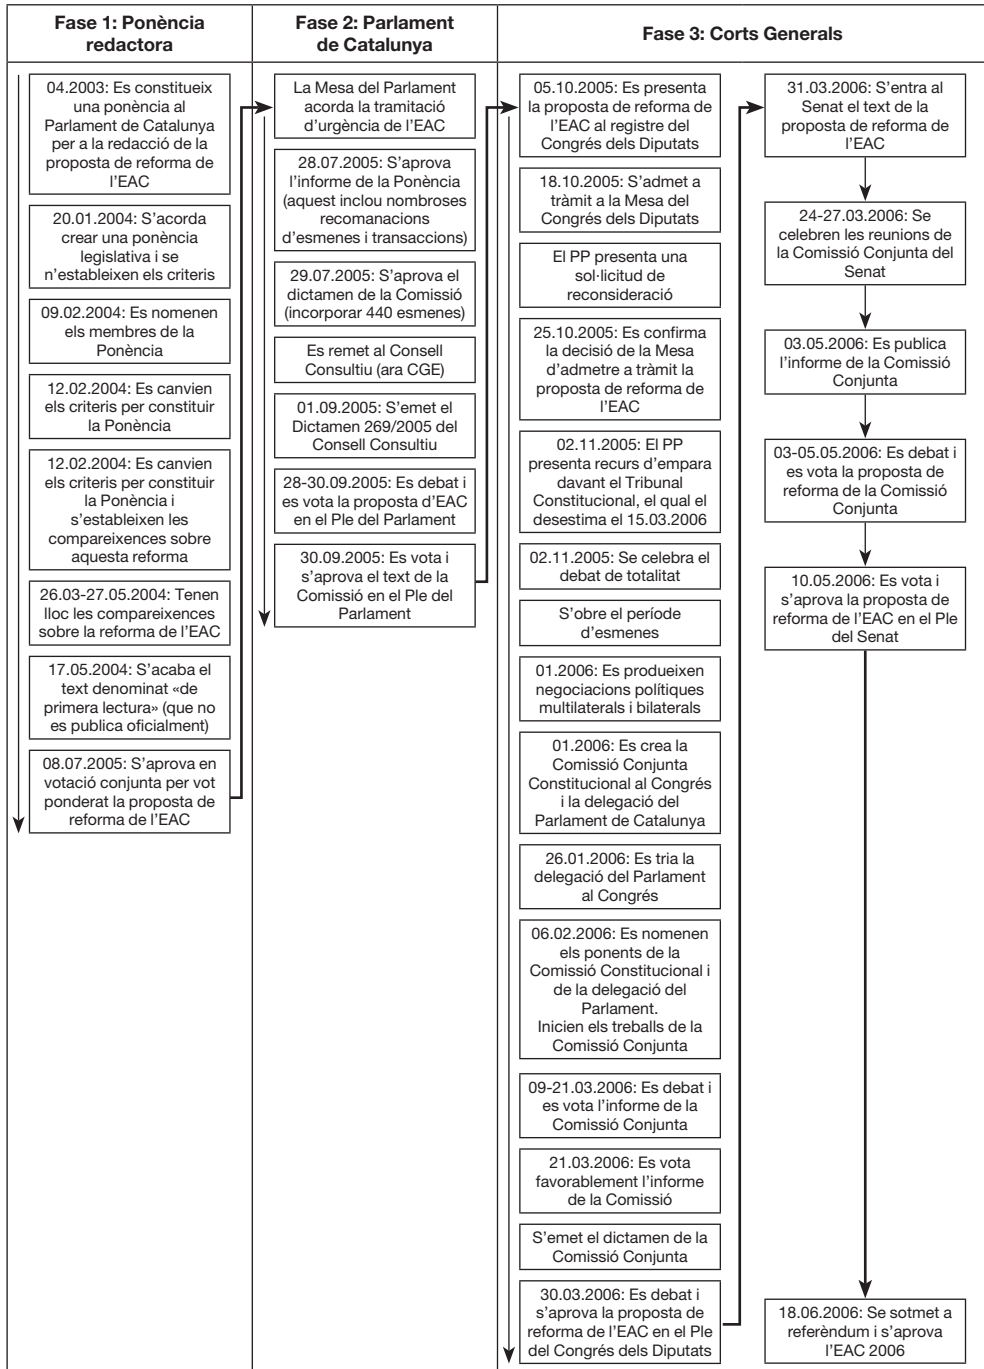 Fase 1: Ponència
redactora
Fase 2: Parlament
de Catalunya
Fase 3: Corts Generals
04.2003: Es constitueix
una ponència al
Parlament de Catalunya
per a la redacció de la
proposta de reforma de
l’EAC
20.01.2004: S’acorda
crear una ponència
legislativa i se
n’estableixen els criteris
09.02.2004: Es nomenen
els membres de la
Ponència
12.02.2004: Es canvien
els criteris per constituir
la Ponència
12.02.2004: Es canvien
els criteris per constituir
la Ponència i
s’estableixen les
compareixences sobre
aquesta reforma
26.03-27.05.2004: Tenen
lloc les compareixences
sobre la reforma de l’EAC
17.05.2004: S’acaba el
text denominat «de
primera lectura» (que no
es publica oficialment)
08.07.2005: S’aprova en
votació conjunta per vot
ponderat la proposta de
reforma de l’EAC
La Mesa del Parlament
acorda la tramitació
d’urgència de l’EAC
28.07.2005: S’aprova
l’informe de la Ponència
(aquest inclou nombroses
recomanacions
d’esmenes i transaccions)
29.07.2005: S’aprova el
dictamen de la Comissió
(incorporar 440 esmenes)
Es remet al Consell
Consultiu (ara CGE)
01.09.2005: S’emet el
Dictamen 269/2005 del
Consell Consultiu
28-30.09.2005: Es debat i
es vota la proposta d’EAC
en el Ple del Parlament
30.09.2005: Es vota i
s’aprova el text de la
Comissió en el Ple del
Parlament
05.10.2005: Es presenta
la proposta de reforma de
l’EAC al registre del
Congrés dels Diputats
18.10.2005: S’admet a
tràmit a la Mesa del
Congrés dels Diputats
El PP presenta una
sol·licitud de
reconsideració
25.10.2005: Es confirma
la decisió de la Mesa
d’admetre a tràmit la
proposta de reforma de
l’EAC
02.11.2005: El PP
presenta recurs d’empara
davant el Tribunal
Constitucional, el qual el
desestima el 15.03.2006
02.11.2005: Se celebra el
debat de totalitat
S’obre el període
d’esmenes
01.2006: Es produeixen
negociacions polítiques
multilaterals i bilaterals
01.2006: Es crea la
Comissió Conjunta
Constitucional al Congrés
i la delegació del
Parlament de Catalunya
26.01.2006: Es tria la
delegació del Parlament
al Congrés
06.02.2006: Es nomenen
els ponents de la
Comissió Constitucional i
de la delegació del
Parlament.
Inicien els treballs de la
Comissió Conjunta
09-21.03.2006: Es debat i
es vota l’informe de la
Comissió Conjunta
21.03.2006: Es vota
favorablement l’informe
de la Comissió
S’emet el dictamen de la
Comissió Conjunta
30.03.2006: Es debat i
s’aprova la proposta de
reforma de l’EAC en el Ple
del Congrés dels Diputats
31.03.2006: S’entra al
Senat el text de la
proposta de reforma de
l’EAC
24-27.03.2006: Se
celebren les reunions de
la Comissió Conjunta del
Senat
03.05.2006: Es publica
l’informe de la Comissió
Conjunta
03-05.05.2006: Es debat i
es vota la proposta de
reforma de la Comissió
Conjunta
10.05.2006: Es vota i
s’aprova la proposta de
reforma de l’EAC en el Ple
del Senat
18.06.2006: Se sotmet a
referèndum i s’aprova
l’EAC 2006